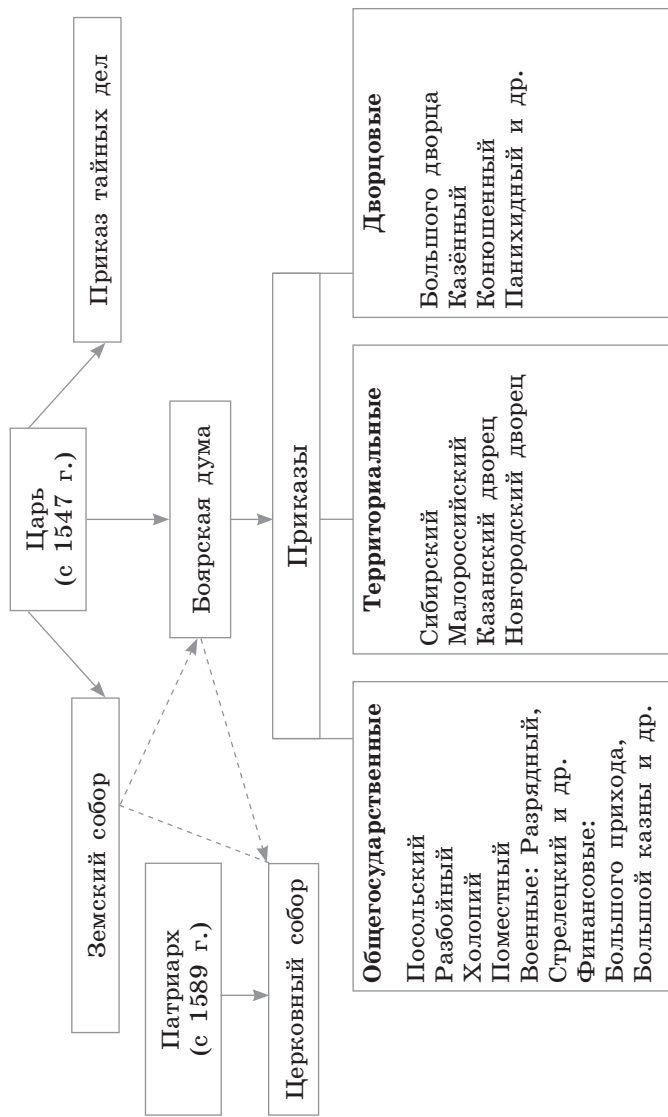 Царь
(с 1547 г.)
Земский собор
Приказ тайных дел
Патриарх
(с 1589 г.)
Боярская дума
Церковный собор
Приказы
Общегосударственные
Посольский
Разбойный
Холопий
Поместный
Военные: Разрядный,
Стрелецкий и др.
Финансовые:
Большого прихода,
Большой казны и др.
Территориальные
Сибирский
Малороссийский
Казанский дворец
Новгородский дворец
Дворцовые
Большого дворца
Казённый
Конюшенный
Панихидный и др.